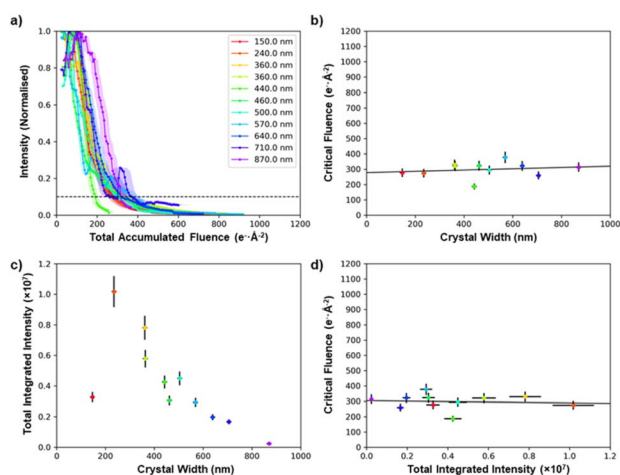 a)
Intensity (Normalised)
1.0
0.8
0.6
0.4
0.2
0.0
0
200
400
600
800
1000
1200
Total Accumulated Fluence (e⁻·Å⁻²)
150.0 nm
240.0 nm
360.0 nm
360.0 nm
440.0 nm
460.0 nm
500.0 nm
570.0 nm
640.0 nm
710.0 nm
870.0 nm
b)
Critical Fluence (e⁻·Å⁻²)
1200
1100
1000
900
800
700
600
500
400
300
200
100
0
0
200
400
600
800
1000
Crystal Width (nm)
c)
Total Integrated Intensity (×10⁷)
1.2
1.0
0.8
0.6
0.4
0.2
0.0
0
200
400
600
800
1000
Crystal Width (nm)
d)
Critical Fluence (e⁻·Å⁻²)
1200
1100
1000
900
800
700
600
500
400
300
200
100
0
0.0
0.2
0.4
0.6
0.8
1.0
1.2
Total Integrated Intensity (×10⁷)